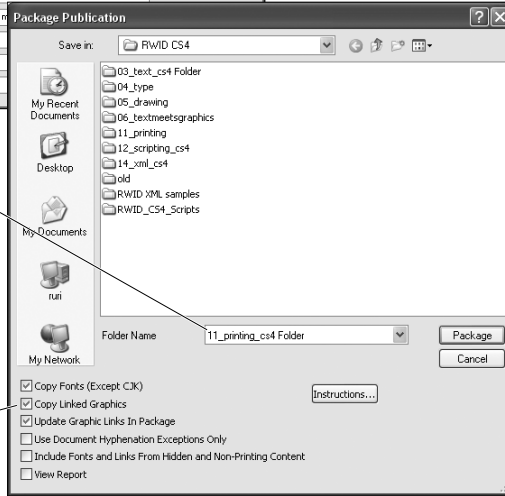 Package Publication
Save in:
RWID CS4
03_text_cs4 Folder
04_type
05_drawing
06_textmeetsgraphics
11_printing
12_scripting_cs4
14_xml_cs4
old
RWID XML samples
RWID_CS4_Scripts
My Recent
Documents
Desktop
My Documents
ruri
My Network
Folder Name
11_printing_cs4 Folder
Package
Cancel
Copy Fonts (Except CJK)
Copy Linked Graphics
Update Graphic Links In Package
Use Document Hyphenation Exceptions Only
Include Fonts and Links From Hidden and Non-Printing Content
View Report
Instructions...